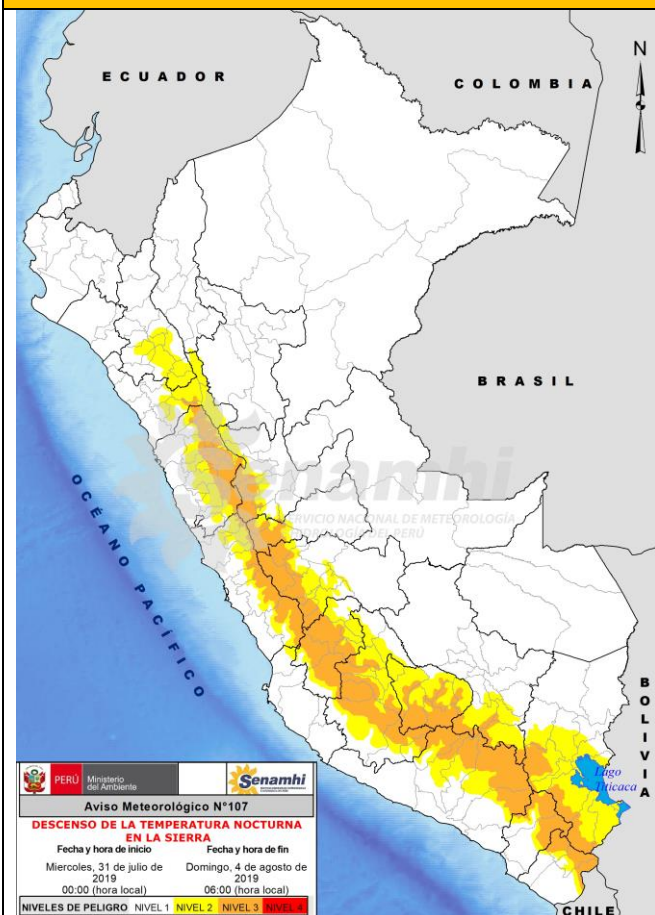 N
ECUADOR
COLOMBIA
BRASIL
Senamhi
SERVICIO NACIONAL DE METEOROLOGÍA
E HIDROLOGÍA DEL PERÚ
OCÉANO PACÍFICO
BOLIVIA
Lago
Titicaca
CHILE
PERÚ
Ministerio
del Ambiente
Senamhi
Aviso Meteorológico N°107
DESCENSO DE LA TEMPERATURA NOCTURNA
EN LA SIERRA
Fecha y hora de inicio
Fecha y hora de fin
Miercoles, 31 de julio de
2019
00:00 (hora local)
Domingo, 4 de agosto de
2019
06:00 (hora local)
NIVELES DE PELIGRO NIVEL 1 NIVEL 2 NIVEL 3 NIVEL 4